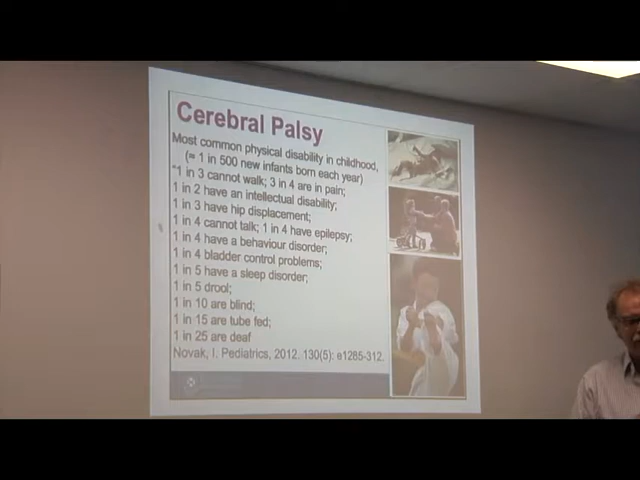 Cerebral Palsy
Most common physical disability in childhood,
(≈ 1 in 500 new infants born each year)
"1 in 3 cannot walk; 3 in 4 are in pain;
1 in 2 have an intellectual disability;
1 in 3 have hip displacement;
1 in 4 cannot talk; 1 in 4 have epilepsy;
1 in 4 have a behaviour disorder;
1 in 4 bladder control problems;
1 in 5 have a sleep disorder;
1 in 5 drool;
1 in 10 are blind;
1 in 15 are tube fed;
1 in 25 are deaf
Novak, I. Pediatrics, 2012. 130(5): e1285-312.